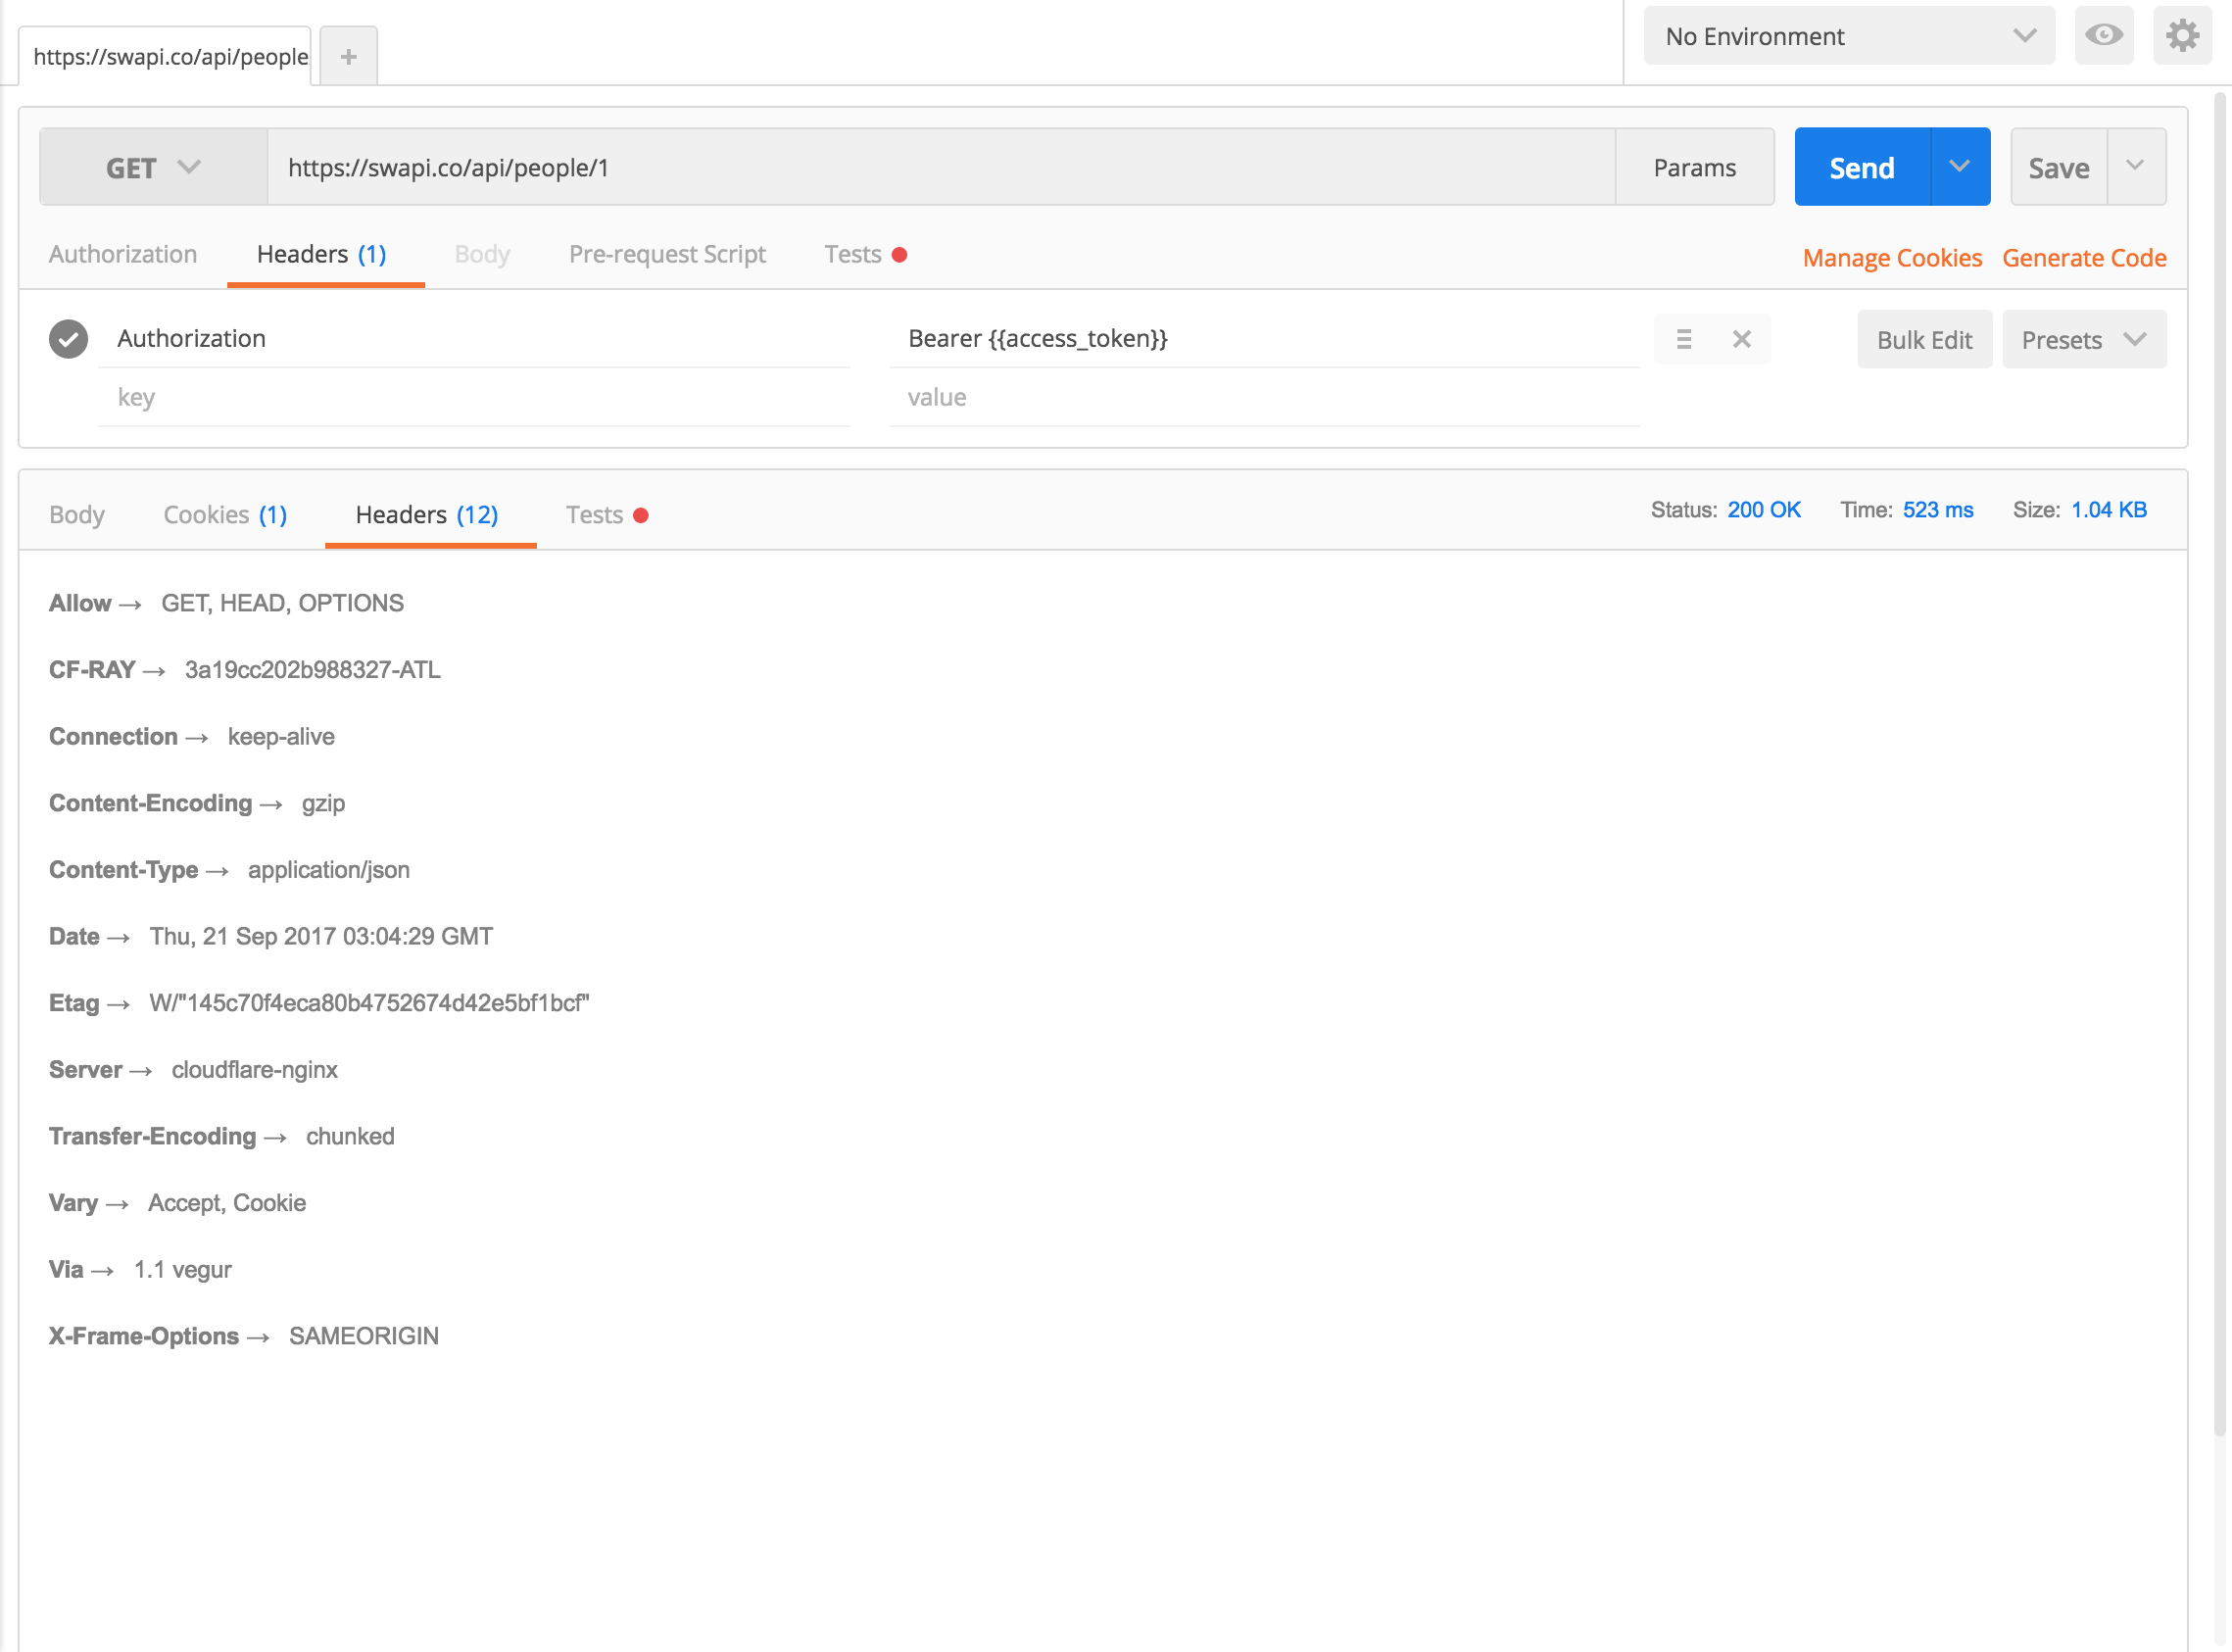 https://swapi.co/api/people
+
No Environment
GET
https://swapi.co/api/people/1
Params
Send
Save
Authorization
Headers (1)
Body
Pre-request Script
Tests
Manage Cookies
Generate Code
Authorization
Bearer {{access_token}}
Bulk Edit
Presets
key
value
Body
Cookies (1)
Headers (12)
Tests
Status: 200 OK
Time: 523 ms
Size: 1.04 KB
Allow → GET, HEAD, OPTIONS
CF-RAY → 3a19cc202b988327-ATL
Connection → keep-alive
Content-Encoding → gzip
Content-Type → application/json
Date → Thu, 21 Sep 2017 03:04:29 GMT
Etag → W/"145c70f4eca80b4752674d42e5bf1bcf"
Server → cloudflare-nginx
Transfer-Encoding → chunked
Vary → Accept, Cookie
Via → 1.1 vegur
X-Frame-Options → SAMEORIGIN